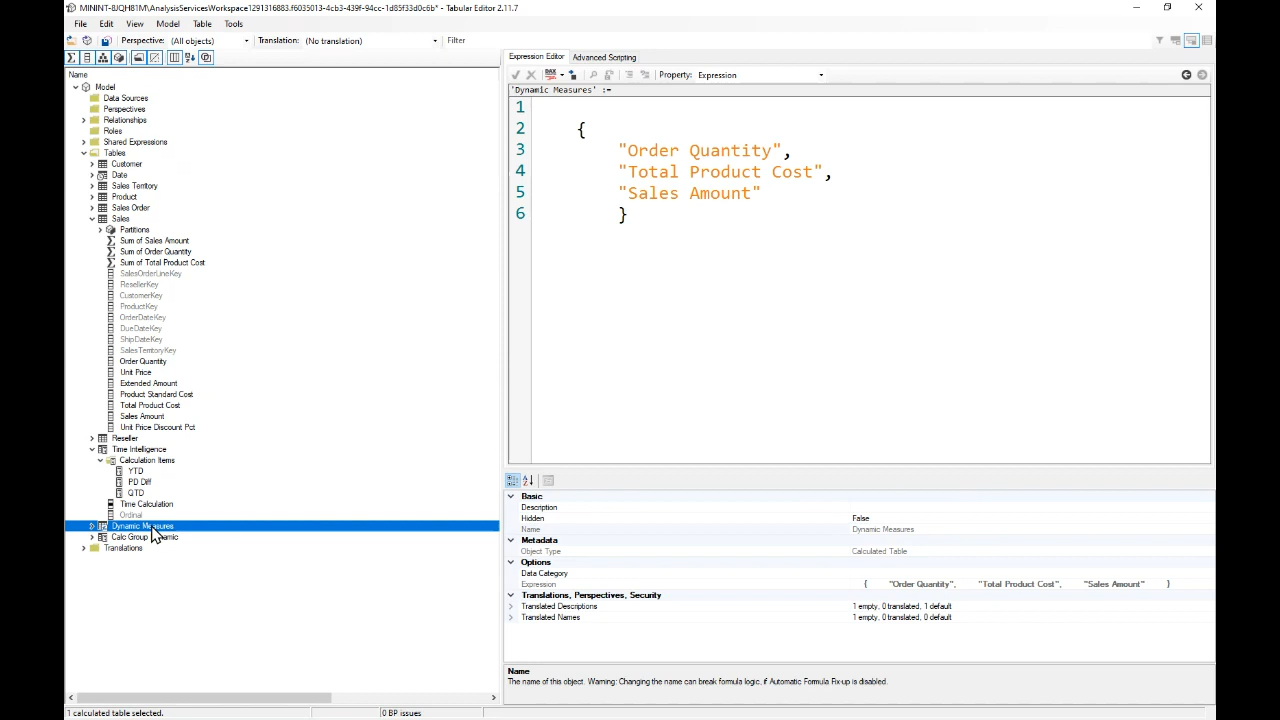 MININT-8JQH81M\AnalysisServicesWorkspace1291316883.f6035013-4cb3-439f-94cc-1d85f33d0c6b* - Tabular Editor 2.11.7
File Edit View Model Table Tools
Perspective: (All objects) Translation: (No translation) Filter
Name
Model
Data Sources
Perspectives
Relationships
Roles
Shared Expressions
Tables
Customer
Date
Sales Territory
Product
Sales Order
Sales
Partitions
Sum of Sales Amount
Sum of Order Quantity
Sum of Total Product Cost
SalesOrderLineKey
ResellerKey
CustomerKey
ProductKey
OrderDateKey
DueDateKey
ShipDateKey
SalesTerritoryKey
Order Quantity
Unit Price
Extended Amount
Product Standard Cost
Total Product Cost
Sales Amount
Unit Price Discount Pct
Reseller
Time Intelligence
Calculation Items
YTD
PD Diff
QTD
Time Calculation
Ordinal
Dynamic Measures
Calc Group Dynamic
Translations
1 calculated table selected.
0 BP issues
Expression Editor Advanced Scripting
Property: Expression
'Dynamic Measures' :=
1
2 {
3 "Order Quantity",
4 "Total Product Cost",
5 "Sales Amount"
6 }
Basic
Description
Hidden False
Name Dynamic Measures
Metadata
Object Type Calculated Table
Options
Data Category
Expression { "Order Quantity", "Total Product Cost", "Sales Amount" }
Translations, Perspectives, Security
Translated Descriptions 1 empty, 0 translated, 1 default
Translated Names 1 empty, 0 translated, 0 default
Name
The name of this object. Warning: Changing the name can break formula logic, if Automatic Formula Fix-up is disabled.